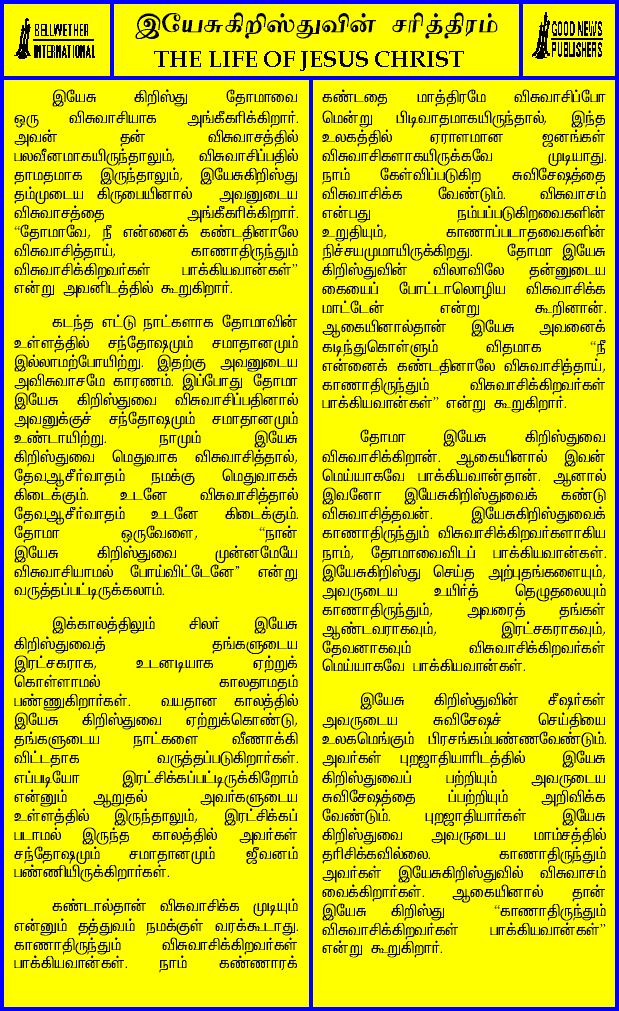 BELLWETHER
INTERNATIONAL
இயேசுகிறிஸ்துவின் சரித்திரம்
THE LIFE OF JESUS CHRIST
GOOD NEWS
PUBLISHERS
இயேசு கிறிஸ்து தோமாவை
ஒரு விசுவாசியாக அங்கீகரிக்கிறார்.
அவன் தன் விசுவாசத்தில்
பலவீனமாகயிருந்தாலும், விசுவாசிப்பதில்
தாமதமாக இருந்தாலும், இயேசுகிறிஸ்து
தம்முடைய கிருபையினால் அவனுடைய
விசுவாசத்தை அங்கீகரிக்கிறார்.
“தோமாவே, நீ என்னைக் கண்டதினாலே
விசுவாசித்தாய், காணாதிருந்தும்
விசுவாசிக்கிறவர்கள் பாக்கியவான்கள்”
என்று அவனிடத்தில் கூறுகிறார்.
கடந்த எட்டு நாட்களாக தோமாவின்
உள்ளத்தில் சந்தோஷமும் சமாதானமும்
இல்லாமற்போயிற்று. இதற்கு அவனுடைய
அவிசுவாசமே காரணம். இப்போது தோமா
இயேசு கிறிஸ்துவை விசுவாசிப்பதினால்
அவனுக்குச் சந்தோஷமும் சமாதானமும்
உண்டாயிற்று. நாமும் இயேசு
கிறிஸ்துவை மெதுவாக விசுவாசித்தால்,
தேவஆசீர்வாதம் நமக்கு மெதுவாகக்
கிடைக்கும். உடனே விசுவாசித்தால்
தேவஆசீர்வாதம் உடனே கிடைக்கும்.
தோமா ஒருவேளை, “நான்
இயேசு கிறிஸ்துவை முன்னமேயே
விசுவாசியாமல் போய்விட்டேனே” என்று
வருத்தப்பட்டிருக்கலாம்.
இக்காலத்திலும் சிலர் இயேசு
கிறிஸ்துவைத் தங்களுடைய
இரட்சகராக, உடனடியாக ஏற்றுக்
கொள்ளாமல் காலதாமதம்
பண்ணுகிறார்கள். வயதான காலத்தில்
இயேசு கிறிஸ்துவை ஏற்றுக்கொண்டு,
தங்களுடைய நாட்களை வீணாக்கி
விட்டதாக வருத்தப்படுகிறார்கள்.
எப்படியோ இரட்சிக்கப்பட்டிருக்கிறோம்
என்னும் ஆறுதல் அவர்களுடைய
உள்ளத்தில் இருந்தாலும், இரட்சிக்கப்
படாமல் இருந்த காலத்தில் அவர்கள்
சந்தோஷமும் சமாதானமும் ஜீவனம்
பண்ணியிருக்கிறார்கள்.
கண்டால்தான் விசுவாசிக்க முடியும்
என்னும் தத்துவம் நமக்குள் வரக்கூடாது.
காணாதிருந்தும் விசுவாசிக்கிறவர்கள்
பாக்கியவான்கள். நாம் கண்ணாரக்
கண்டதை மாத்திரமே விசுவாசிப்போ
மென்று பிடிவாதமாகயிருந்தால், இந்த
உலகத்தில் ஏராளமான ஜனங்கள்
விசுவாசிகளாகயிருக்கவே முடியாது.
நாம் கேள்விப்படுகிற சுவிசேஷத்தை
விசுவாசிக்க வேண்டும். விசுவாசம்
என்பது நம்பப்படுகிறவைகளின்
உறுதியும், காணாப்படாதவைகளின்
நிச்சயமுமாயிருக்கிறது. தோமா இயேசு
கிறிஸ்துவின் விலாவிலே தன்னுடைய
கையைப் போட்டாலொழிய விசுவாசிக்க
மாட்டேன் என்று கூறினான்.
ஆகையினால்தான் இயேசு அவனைக்
கடிந்துகொள்ளும் விதமாக “நீ
என்னைக் கண்டதினாலே விசுவாசித்தாய்,
காணாதிருந்தும் விசுவாசிக்கிறவர்கள்
பாக்கியவான்கள்” என்று கூறுகிறார்.
தோமா இயேசு கிறிஸ்துவை
விசுவாசிக்கிறான். ஆகையினால் இவன்
மெய்யாகவே பாக்கியவான்தான். ஆனால்
இவனோ இயேசுகிறிஸ்துவைக் கண்டு
விசுவாசித்தவன். இயேசுகிறிஸ்துவைக்
காணாதிருந்தும் விசுவாசிக்கிறவர்களாகிய
நாம், தோமாவைவிடப் பாக்கியவான்கள்.
இயேசுகிறிஸ்து செய்த அற்புதங்களையும்,
அவருடைய உயிர்த் தெழுதலையும்
காணாதிருந்தும், அவரைத் தங்கள்
ஆண்டவராகவும், இரட்சகராகவும்,
தேவனாகவும் விசுவாசிக்கிறவர்கள்
மெய்யாகவே பாக்கியவான்கள்.
இயேசு கிறிஸ்துவின் சீஷர்கள்
அவருடைய சுவிசேஷச் செய்தியை
உலகமெங்கும் பிரசங்கம்பண்ணவேண்டும்.
அவர்கள் புறஜாதியாரிடத்தில் இயேசு
கிறிஸ்துவைப் பற்றியும் அவருடைய
சுவிசேஷத்தை ப்பற்றியும் அறிவிக்க
வேண்டும். புறஜாதியார்கள் இயேசு
கிறிஸ்துவை அவருடைய மாம்சத்தில்
தரிசிக்கவில்லை. காணாதிருந்தும்
அவர்கள் இயேசுகிறிஸ்துவில் விசுவாசம்
வைக்கிறார்கள். ஆகையினால் தான்
இயேசு கிறிஸ்து “காணாதிருந்தும்
விசுவாசிக்கிறவர்கள் பாக்கியவான்கள்”
என்று கூறுகிறார்.